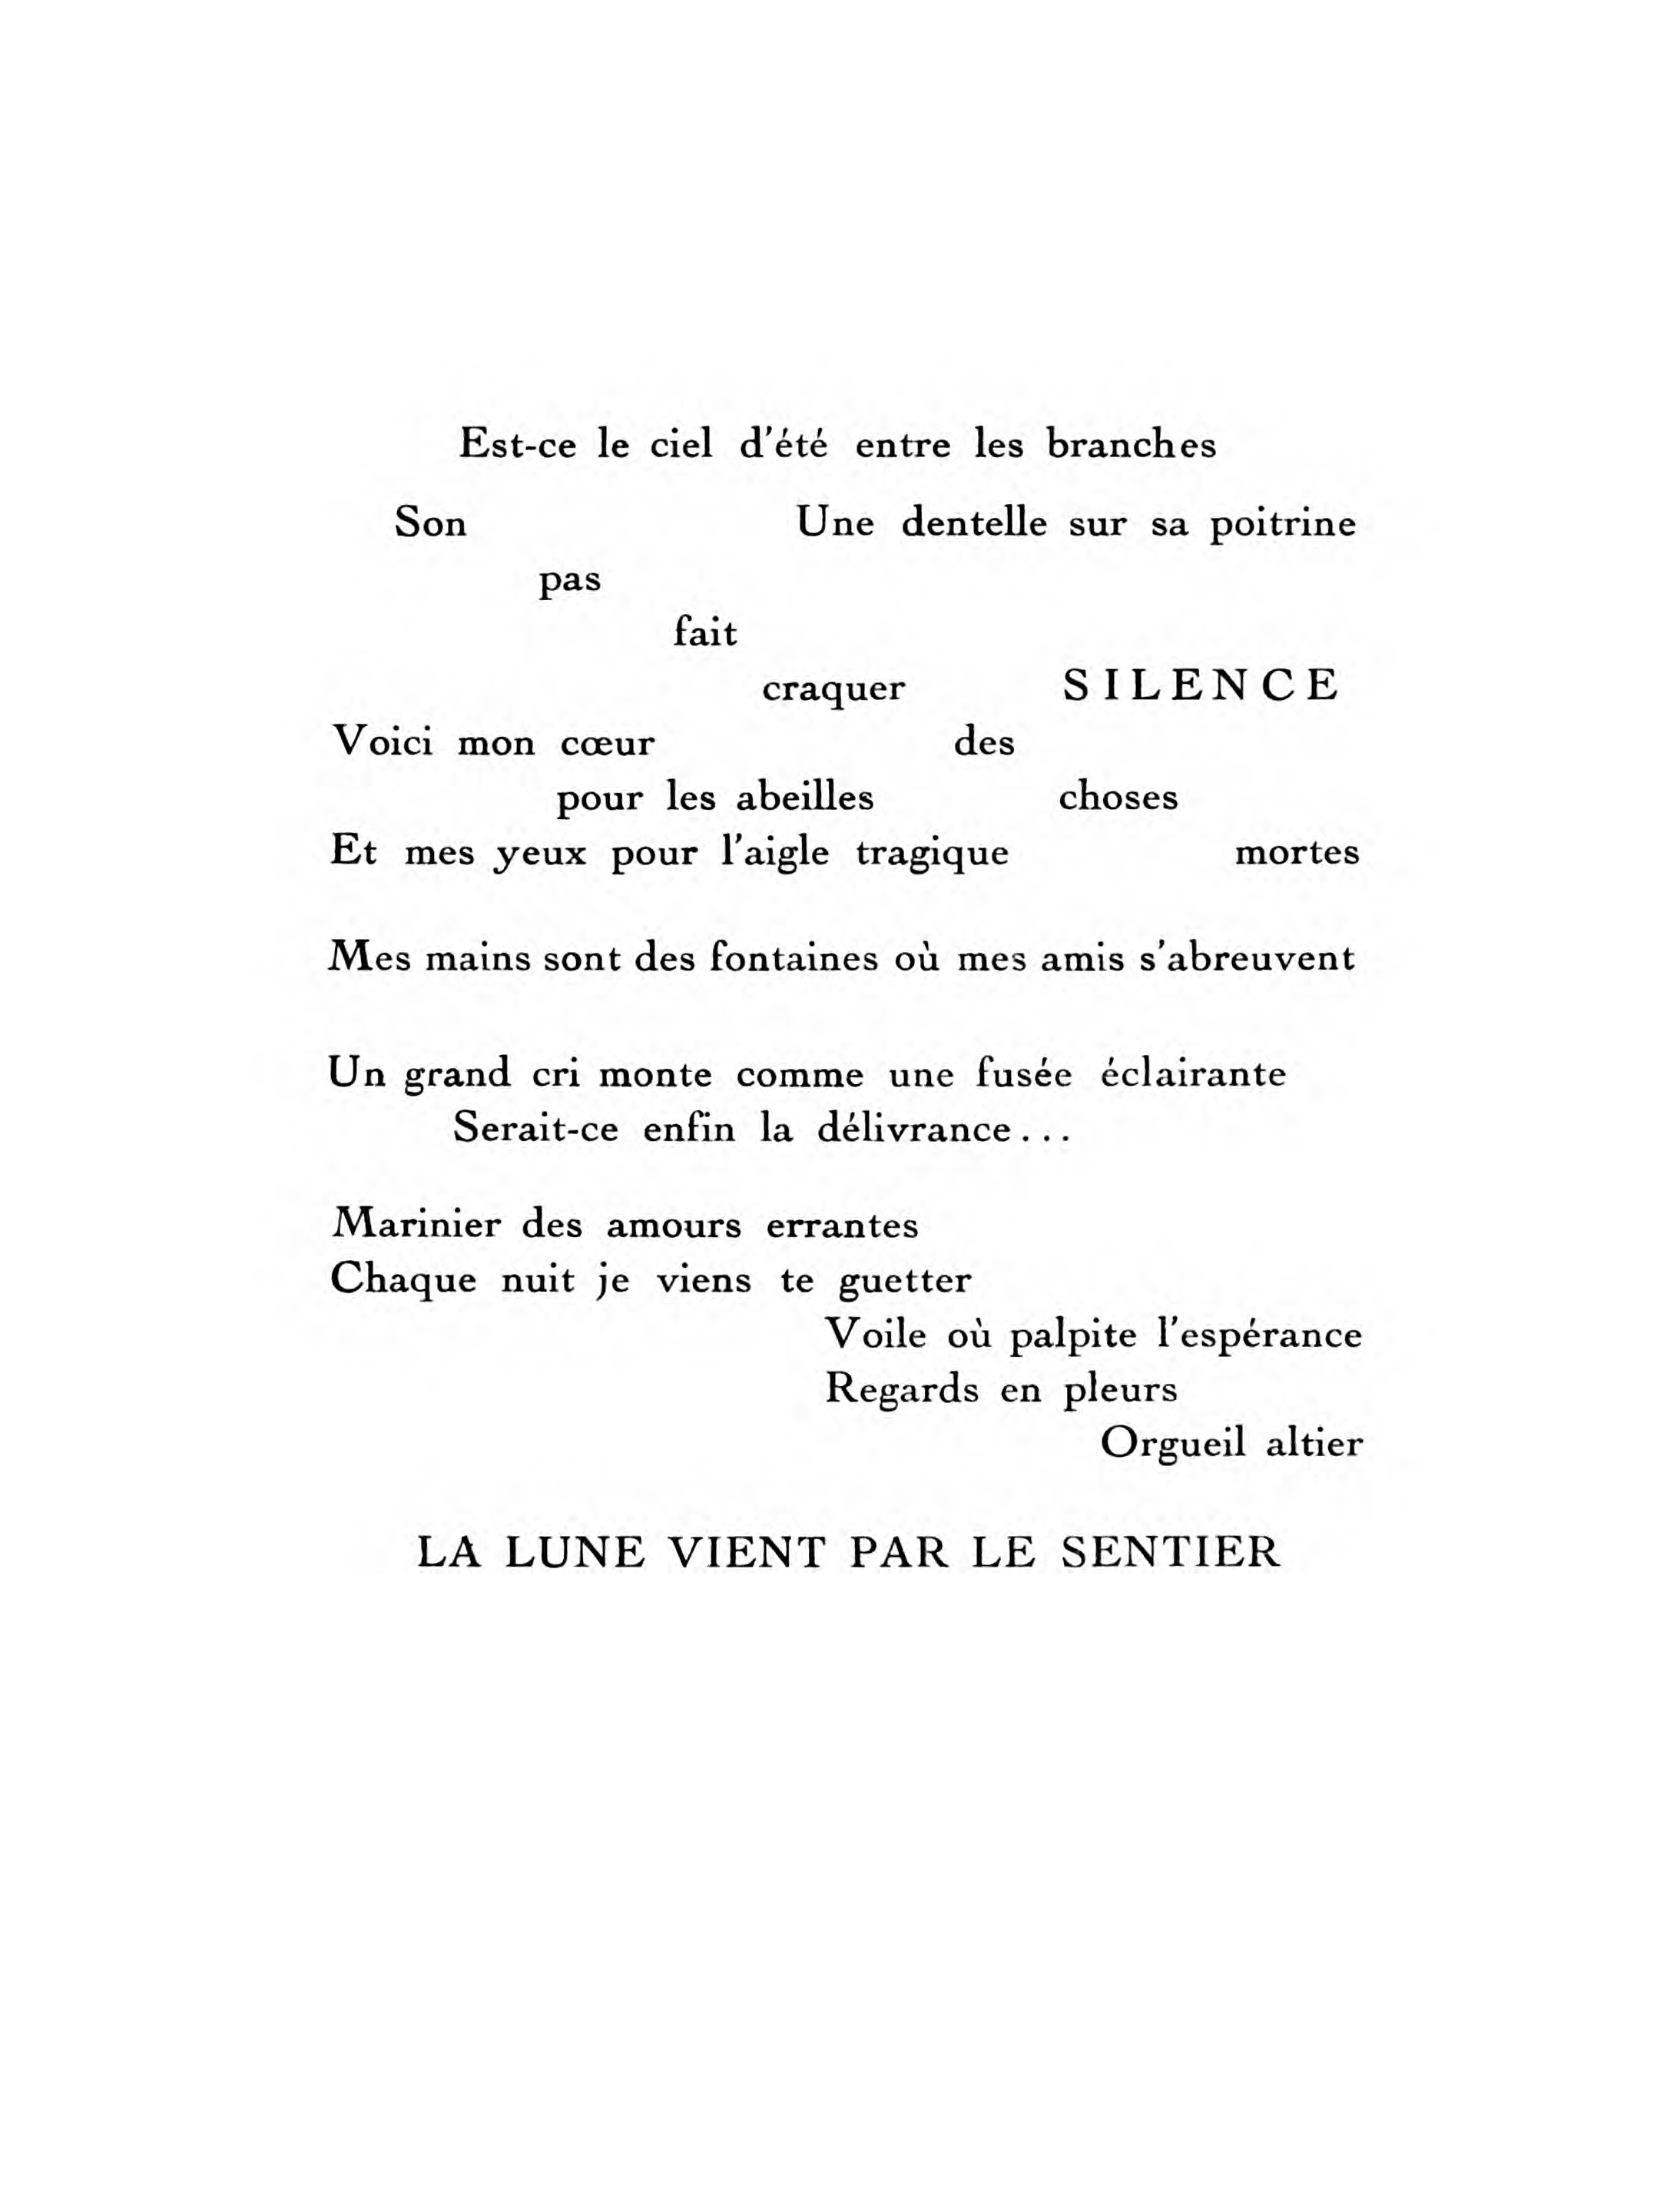 Est-ce le ciel d'été entre les branches
Son Une dentelle sur sa poitrine
pas
fait
craquer SILENCE
Voici mon cœur des
pour les abeilles choses
Et mes yeux pour l'aigle tragique mortes
Mes mains sont des fontaines où mes amis s'abreuvent
Un grand cri monte comme une fusée éclairante
Serait-ce enfin la délivrance...
Marinier des amours errantes
Chaque nuit je viens te guetter
Voile où palpite l'espérance
Regards en pleurs
Orgueil altier
LA LUNE VIENT PAR LE SENTIER